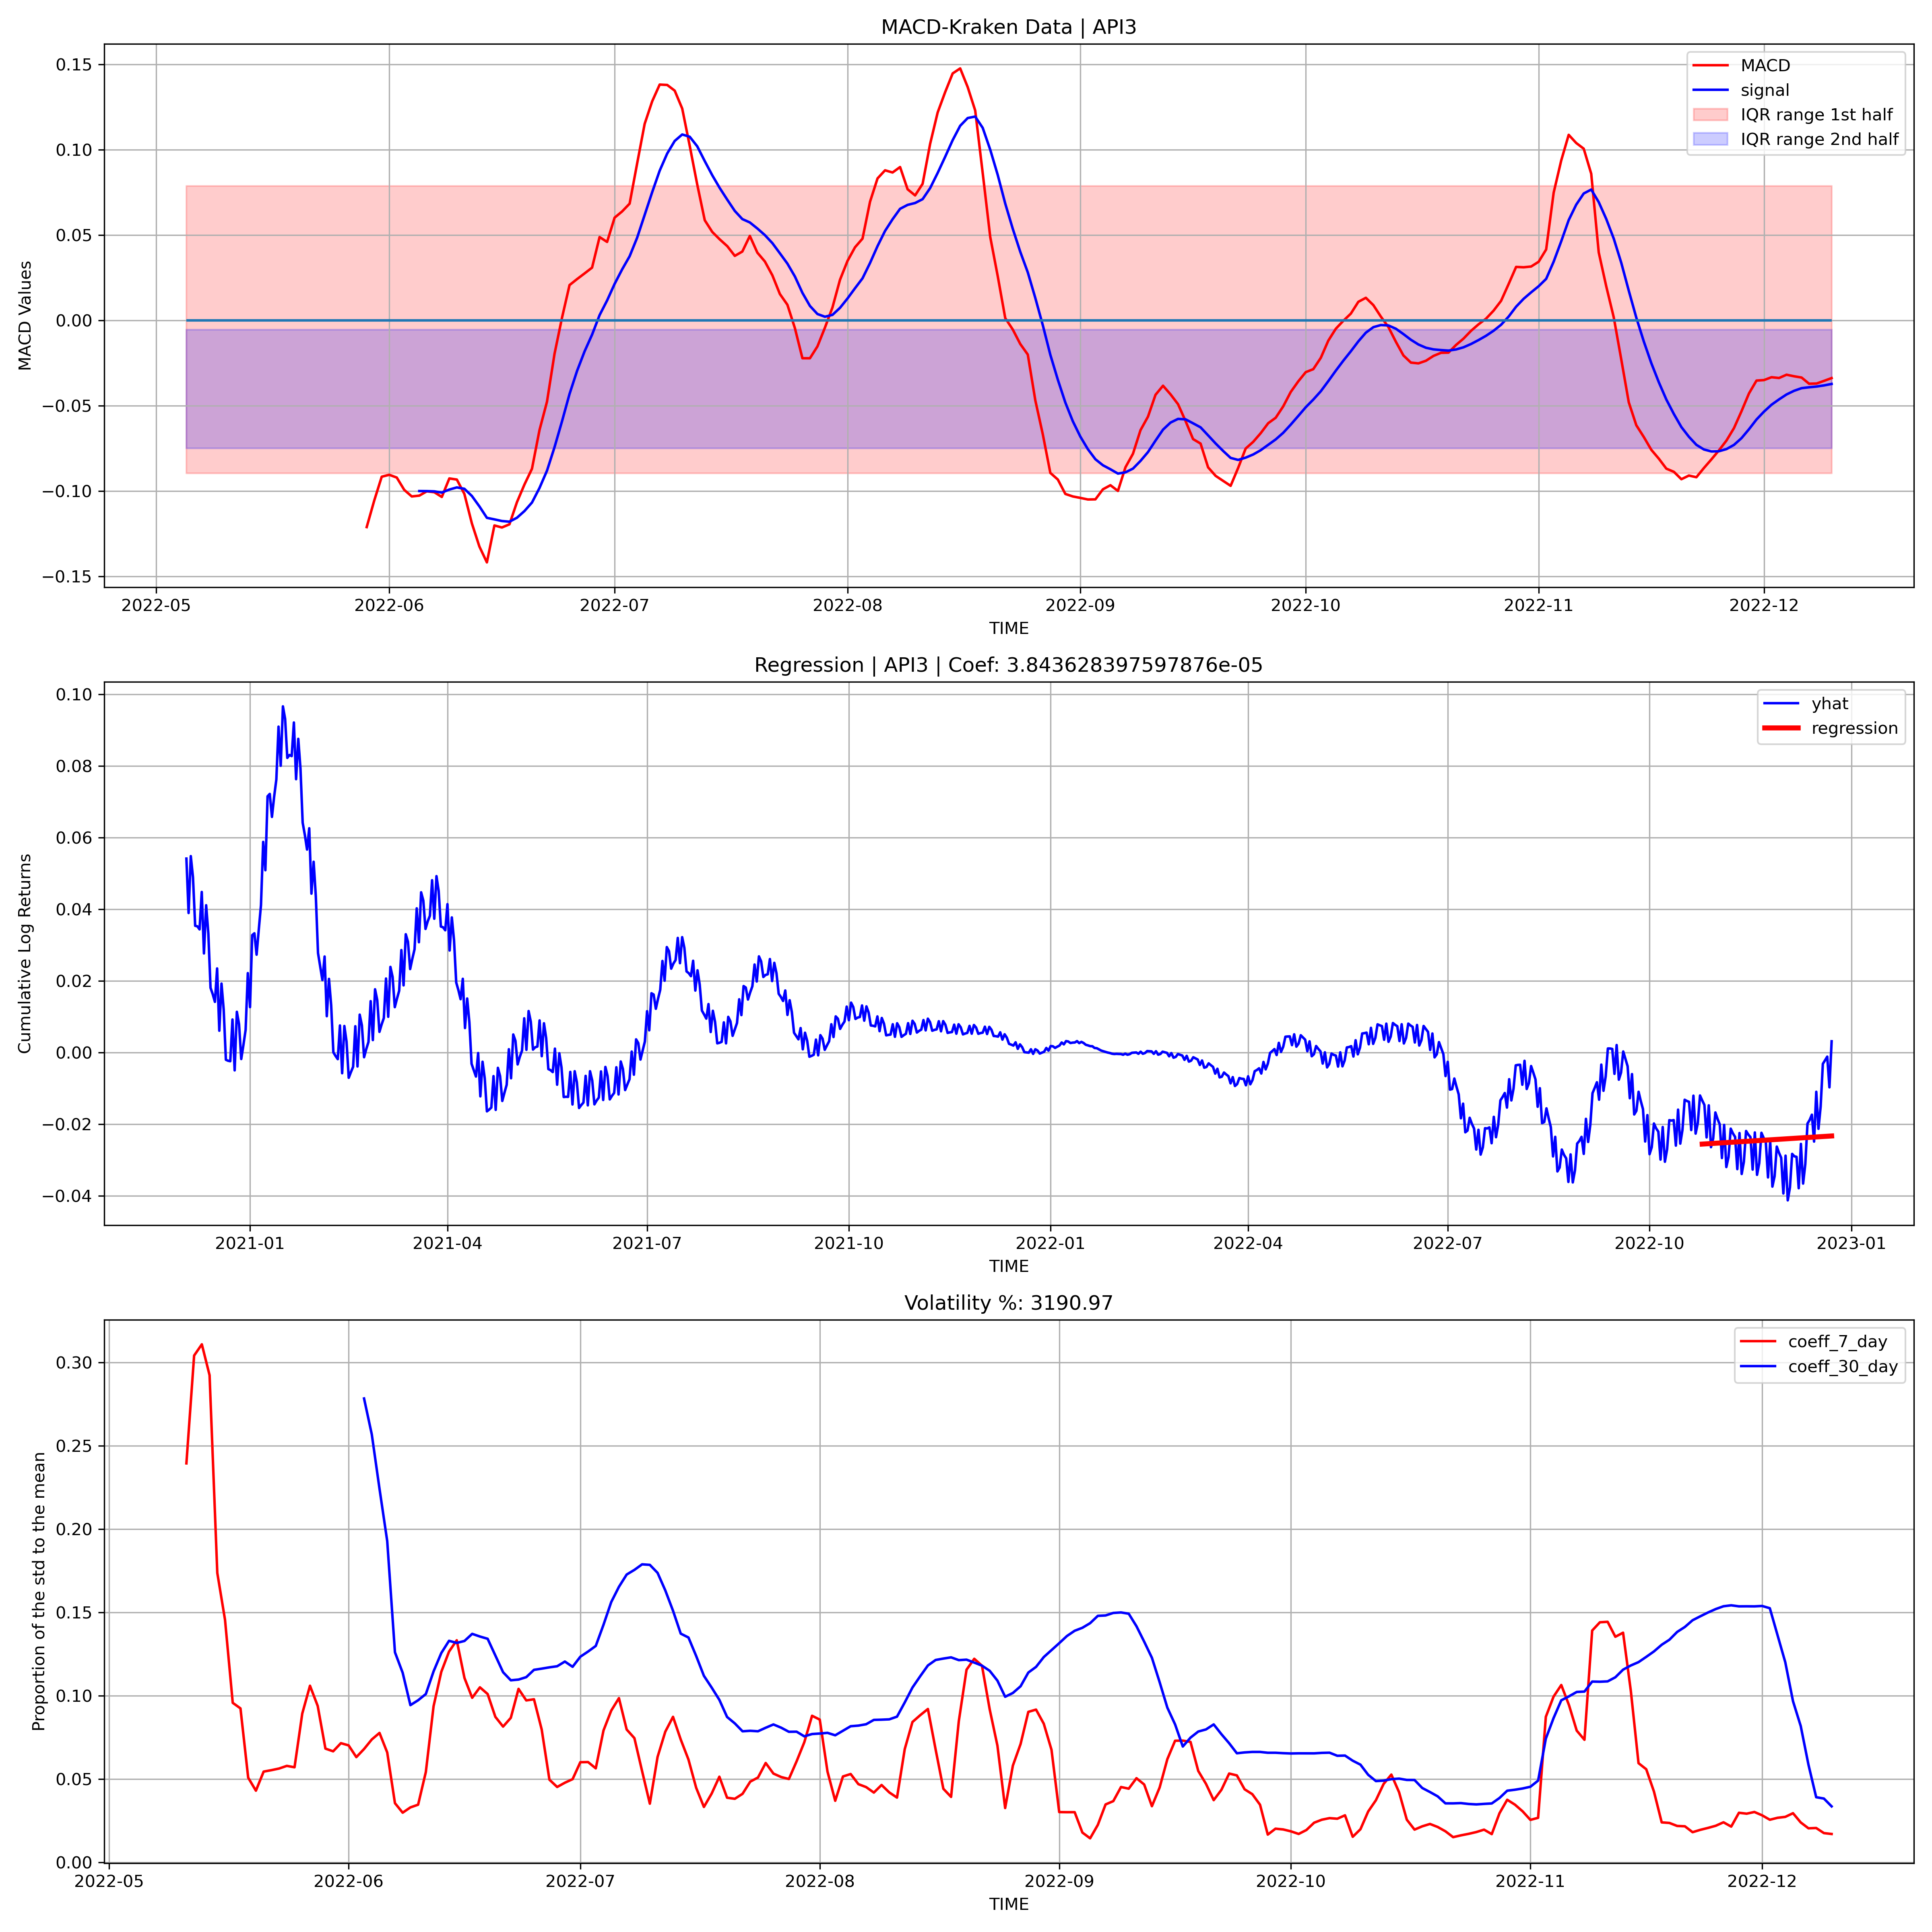 MACD-Kraken Data | API3
MACD Values
0.15
0.10
0.05
0.00
−0.05
−0.10
−0.15
MACD
signal
IQR range 1st half
IQR range 2nd half
2022-05 2022-06 2022-07 2022-08 2022-09 2022-10 2022-11 2022-12
TIME
Regression | API3 | Coef: 3.843628397597876e-05
Cumulative Log Returns
0.10
0.08
0.06
0.04
0.02
0.00
−0.02
−0.04
yhat
regression
2021-01 2021-04 2021-07 2021-10 2022-01 2022-04 2022-07 2022-10 2023-01
TIME
Volatility %: 3190.97
Proportion of the std to the mean
0.30
0.25
0.20
0.15
0.10
0.05
0.00
coeff_7_day
coeff_30_day
2022-05 2022-06 2022-07 2022-08 2022-09 2022-10 2022-11 2022-12
TIME